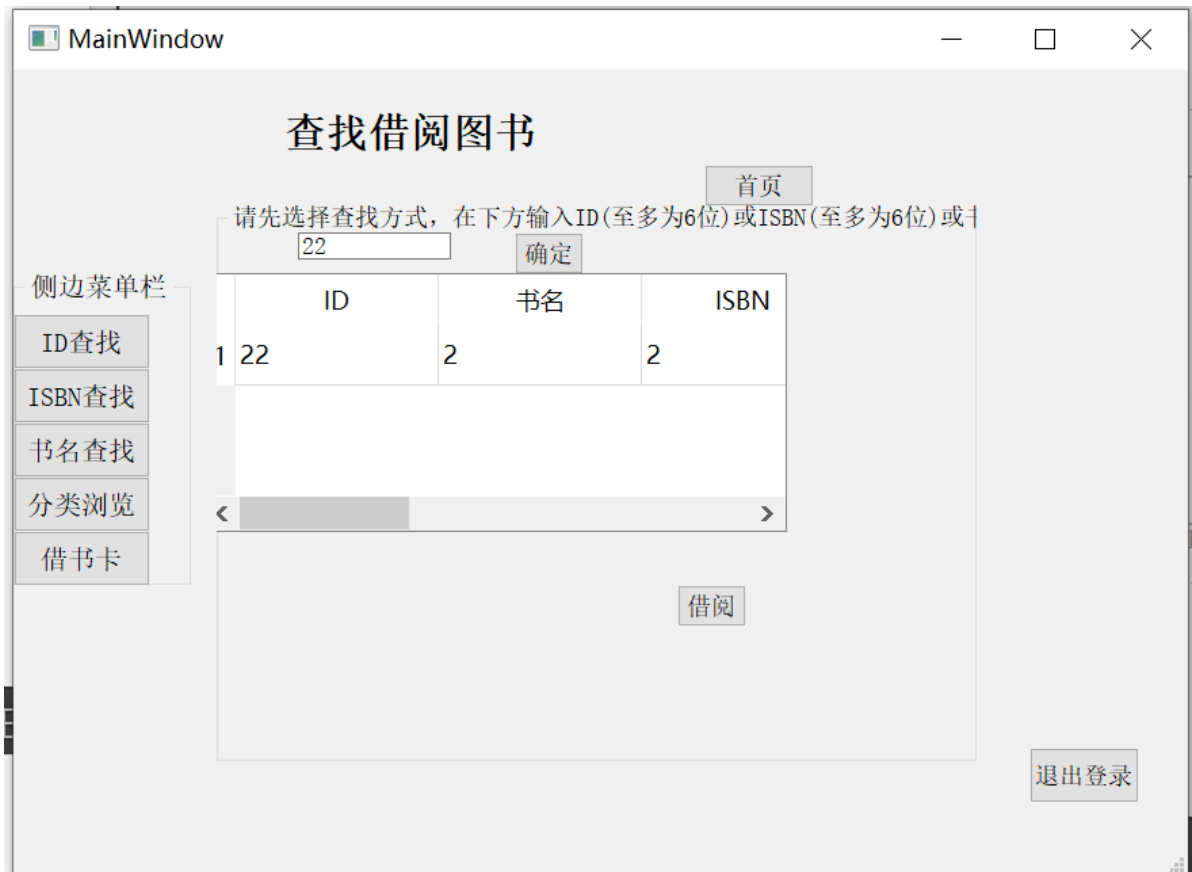 MainWindow
查找借阅图书
首页
请先选择查找方式，在下方输入ID(至多为6位)或ISBN(至多为6位)或
22
确定
侧边菜单栏
ID查找
ISBN查找
书名查找
分类浏览
借书卡
ID 书名 ISBN
1 22 2 2
借阅
退出登录